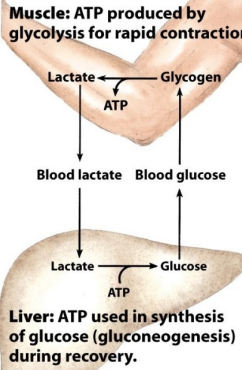 Muscle: ATP produced by
glycolysis for rapid contraction
Lactate Glycogen
ATP
Blood lactate Blood glucose
Lactate Glucose
ATP
Liver: ATP used in synthesis
of glucose (gluconeogenesis)
during recovery.